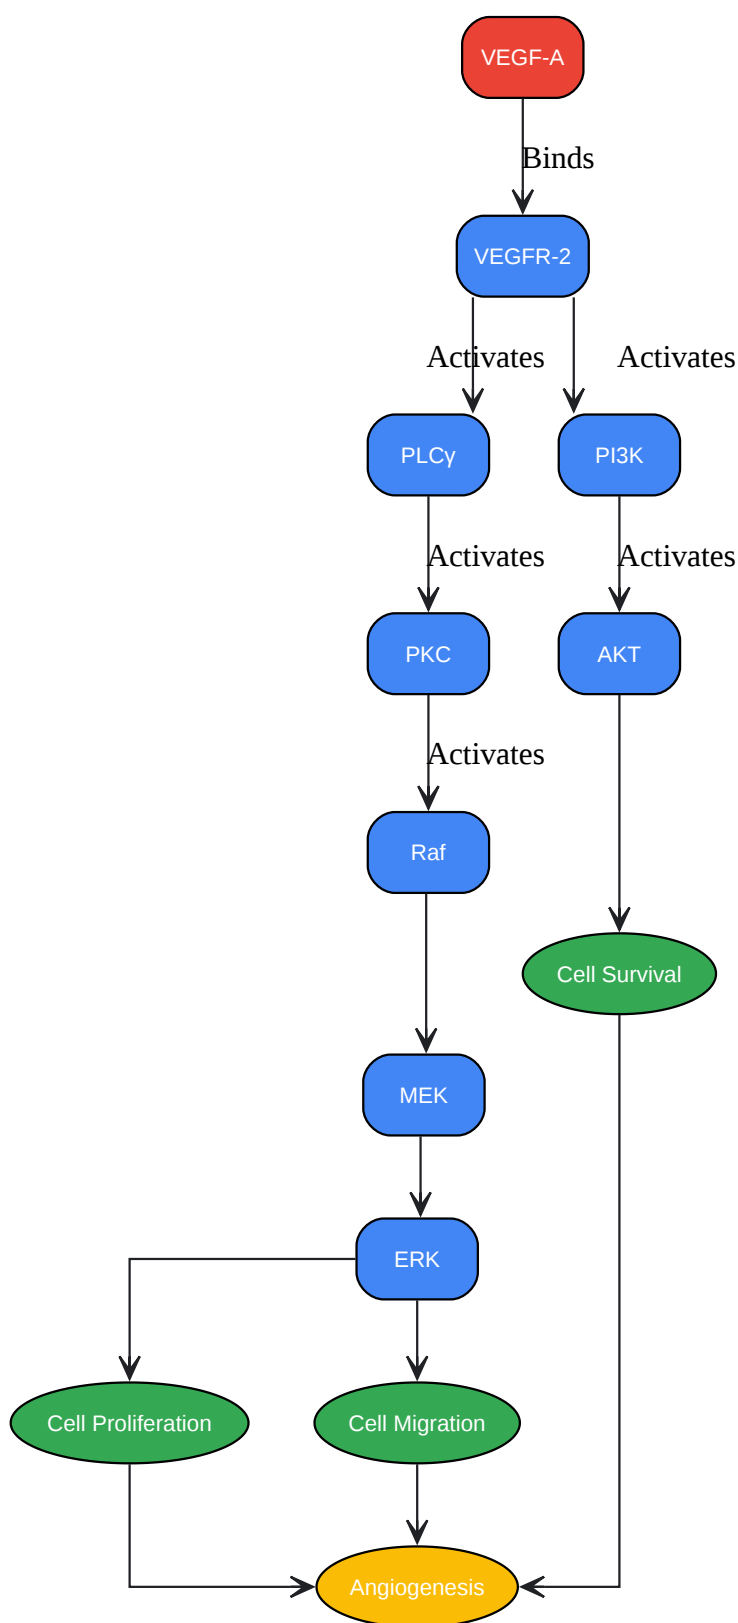 VEGF-A
Binds
VEGFR-2
Activates
Activates
PLCγ
PI3K
Activates
Activates
PKC
AKT
Activates
Raf
Cell Survival
MEK
ERK
Cell Proliferation
Cell Migration
Angiogenesis